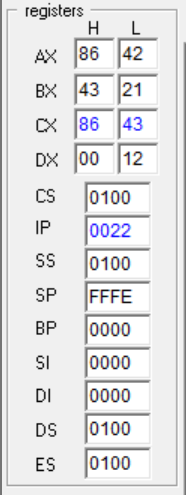 registers
H L
AX 86 42
BX 43 21
CX 86 43
DX 00 12
CS 0100
IP 0022
SS 0100
SP FFFE
BP 0000
SI 0000
DI 0000
DS 0100
ES 0100